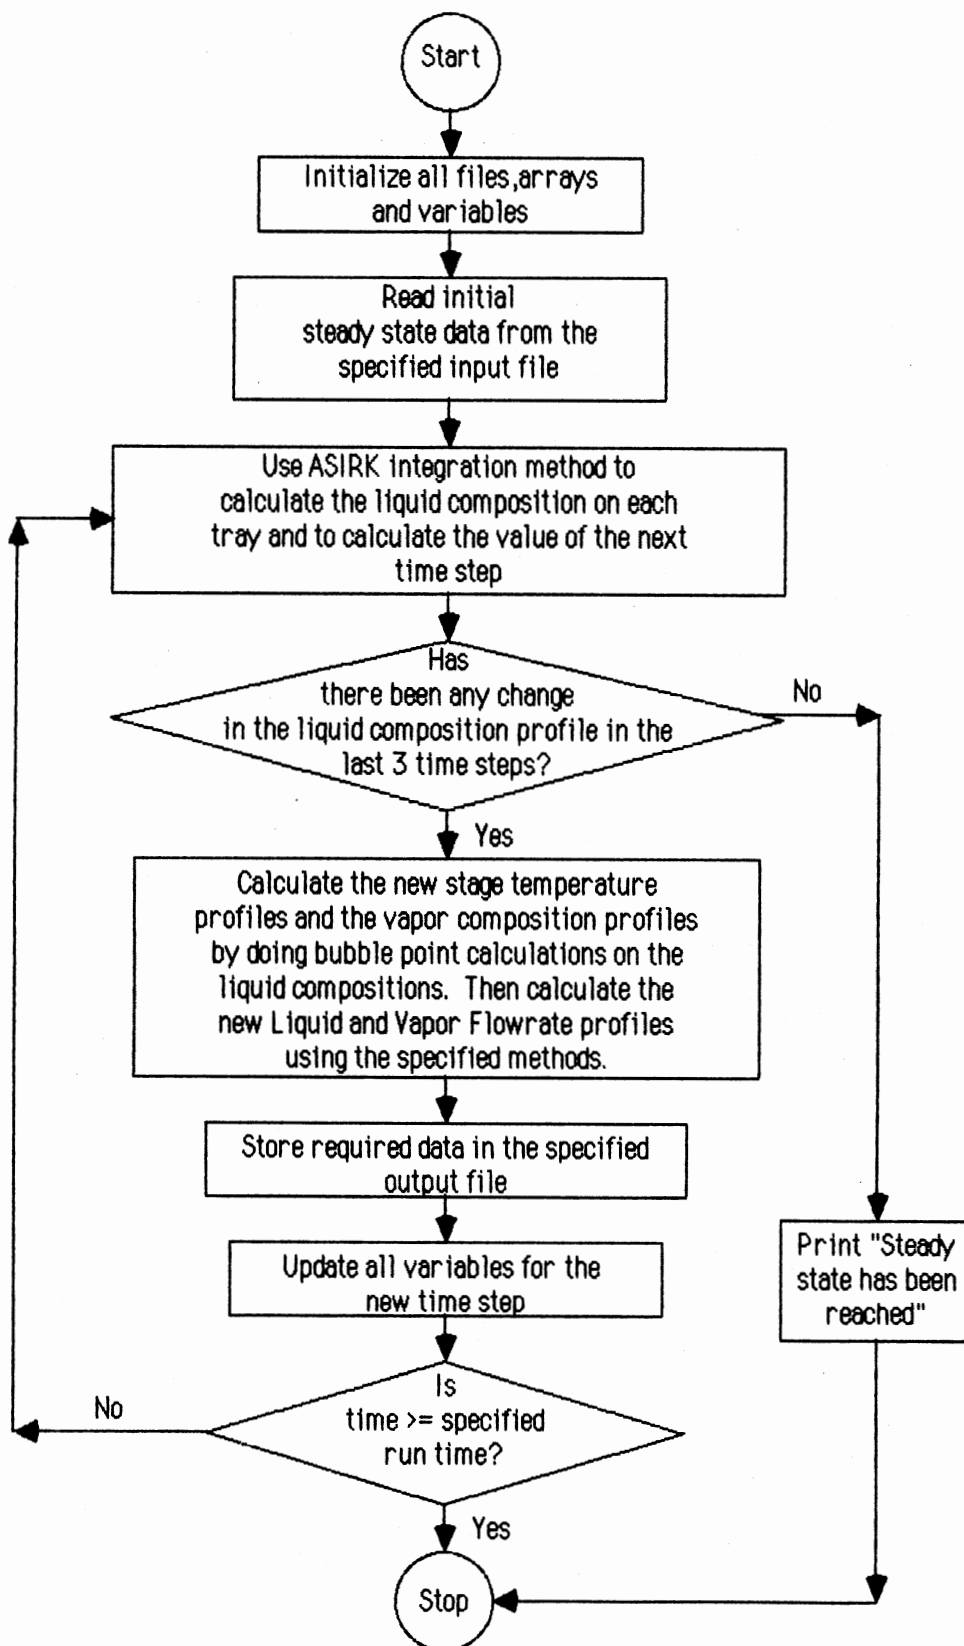 Start
Initialize all files,arrays
and variables
Read initial
steady state data from the
specified input file
Use ASIRK integration method to
calculate the liquid composition on each
tray and to calculate the value of the next
time step
Has
there been any change
in the liquid composition profile in the
last 3 time steps?
No
Yes
Calculate the new stage temperature
profiles and the vapor composition profiles
by doing bubble point calculations on the
liquid compositions. Then calculate the
new Liquid and Vapor Flowrate profiles
using the specified methods.
Store required data in the specified
output file
Update all variables for the
new time step
Print "Steady
state has been
reached"
Is
time >= specified
run time?
No
Yes
Stop